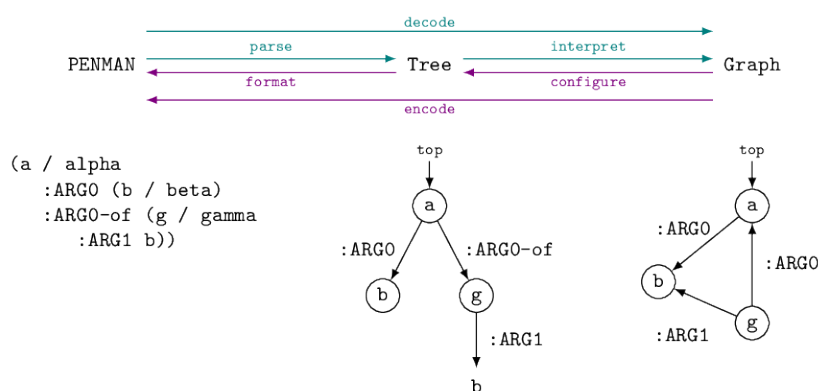 decode
parse interpret
PENMAN Tree Graph
format configure
encode
(a / alpha
:ARG0 (b / beta)
:ARG0-of (g / gamma
:ARG1 b))
top
a
:ARG0 :ARG0-of
b g
:ARG1
b
top
a
:ARG0
:ARG0
b
:ARG1
g